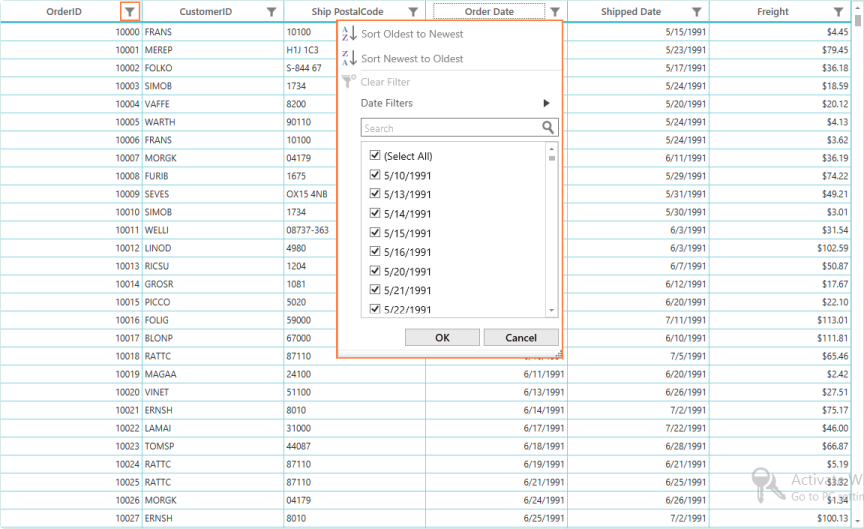 OrderID CustomerID Ship PostalCode Order Date Shipped Date Freight
10000 FRANS 10100 5/15/1991 $4.45
10001 MEREP H1J 1C3 5/23/1991 $79.45
10002 FOLKO S-844 67 5/17/1991 $36.18
10003 SIMOB 1734 5/24/1991 $18.59
10004 VAFFE 8200 5/20/1991 $20.12
10005 WARTH 90110 5/24/1991 $4.13
10006 FRANS 10100 5/24/1991 $3.62
10007 MORGK 04179 6/11/1991 $36.19
10008 FURIB 1675 5/29/1991 $74.22
10009 SEVES OX15 4NB 5/31/1991 $49.21
10010 SIMOB 1734 5/30/1991 $3.01
10011 WELLI 08737-363 6/3/1991 $31.54
10012 LINOD 4980 6/3/1991 $102.59
10013 RICSU 1204 6/7/1991 $50.87
10014 GROSR 1081 6/12/1991 $17.67
10015 PICCO 5020 6/20/1991 $22.10
10016 FOLIG 59000 7/11/1991 $113.01
10017 BLONP 67000 6/10/1991 $111.81
10018 RATTC 87110 7/5/1991 $65.46
10019 MAGAA 24100 6/11/1991 6/20/1991 $2.42
10020 VINET 51100 6/13/1991 6/26/1991 $27.51
10021 ERNSH 8010 6/14/1991 7/2/1991 $75.17
10022 LAMAI 31000 6/17/1991 7/22/1991 $46.00
10023 TOMSP 44087 6/18/1991 6/28/1991 $66.87
10024 RATTC 87110 6/19/1991 6/21/1991 $5.19
10025 RATTC 87110 6/21/1991 6/25/1991 $3.32
10026 MORGK 04179 6/24/1991 6/26/1991 $1.34
10027 ERNSH 8010 6/25/1991 7/2/1991 $100.13
Sort Oldest to Newest
Sort Newest to Oldest
Clear Filter
Date Filters
Search
(Select All)
5/10/1991
5/13/1991
5/14/1991
5/15/1991
5/16/1991
5/20/1991
5/21/1991
5/22/1991
OK Cancel
Activate W
Go to PC settin